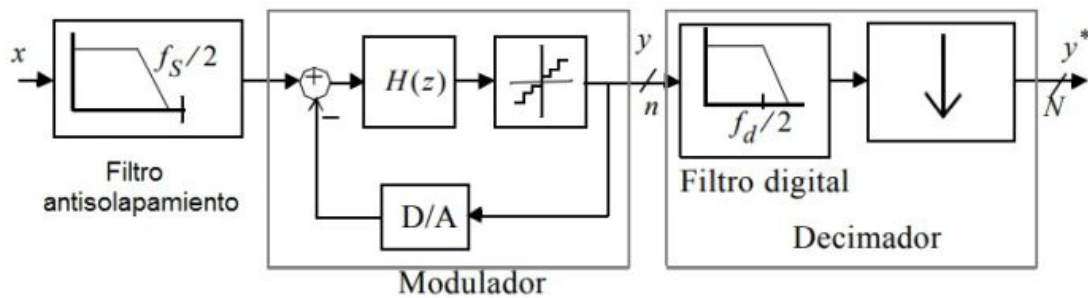 x
f_S/2
Filtro
antisolapamiento
+
−
H(z)
D/A
Modulador
y
n
f_d/2
Filtro digital
Decimador
y*
N